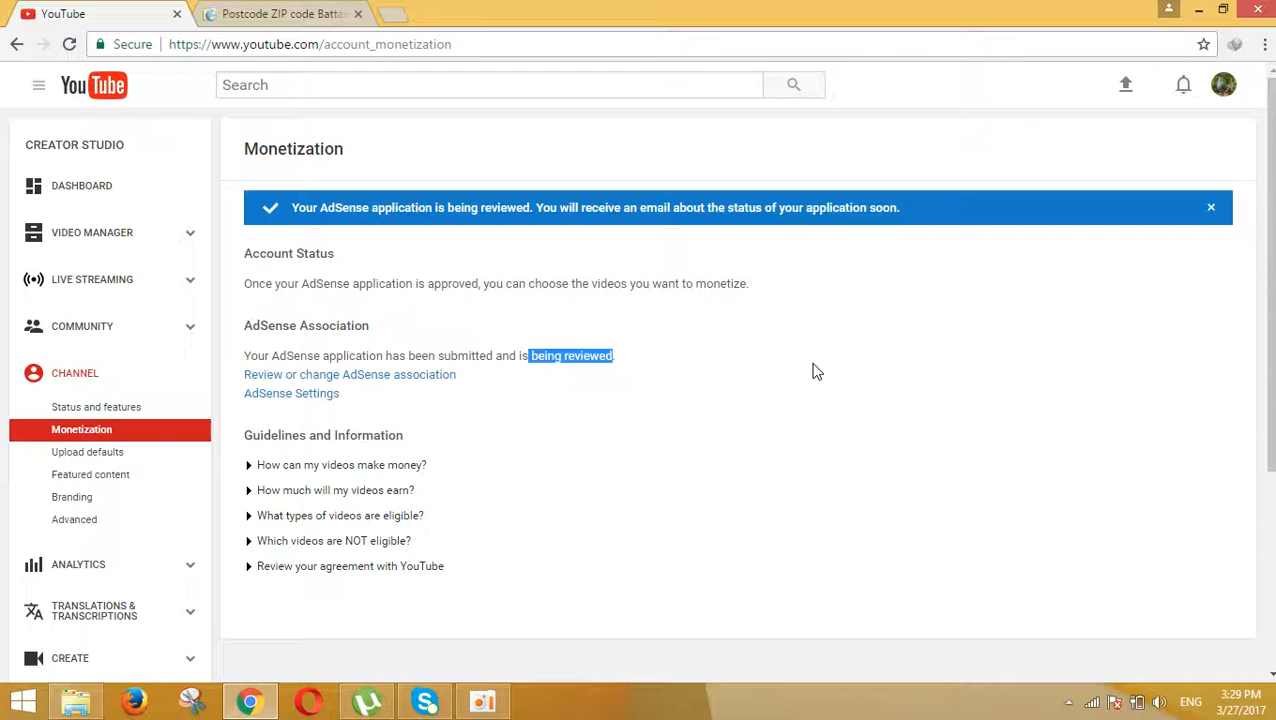 YouTube
Postcode ZIP code Batta
Secure
https://www.youtube.com/account_monetization
YouTube
Search
CREATOR STUDIO
DASHBOARD
VIDEO MANAGER
LIVE STREAMING
COMMUNITY
CHANNEL
Status and features
Monetization
Upload defaults
Featured content
Branding
Advanced
ANALYTICS
TRANSLATIONS &
TRANSCRIPTIONS
CREATE
Monetization
Your AdSense application is being reviewed. You will receive an email about the status of your application soon.
Account Status
Once your AdSense application is approved, you can choose the videos you want to monetize.
AdSense Association
Your AdSense application has been submitted and is being reviewed.
Review or change AdSense association
AdSense Settings
Guidelines and Information
How can my videos make money?
How much will my videos earn?
What types of videos are eligible?
Which videos are NOT eligible?
Review your agreement with YouTube
ENG
3:29 PM
3/27/2017